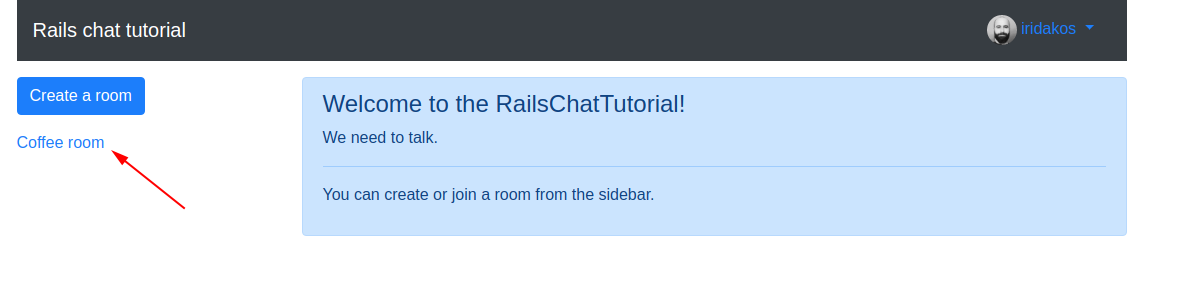 Rails chat tutorial
iridakos
Create a room
Coffee room
Welcome to the RailsChatTutorial!
We need to talk.
You can create or join a room from the sidebar.